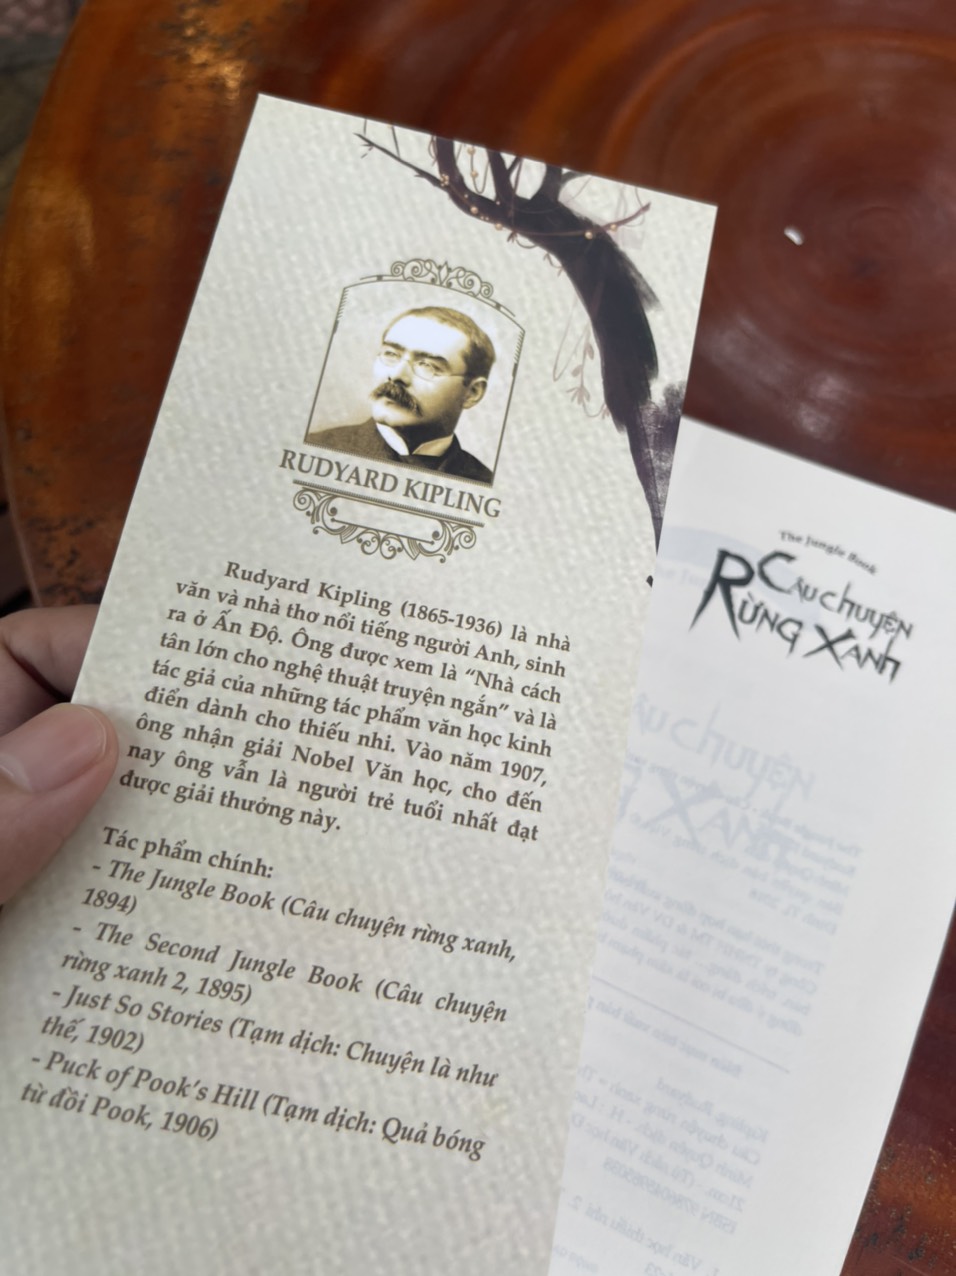 RUDYARD KIPLING
Rudyard Kipling (1865-1936) là nhà
văn và nhà thơ nổi tiếng người Anh, sinh
ra ở Ấn Độ. Ông được xem là “Nhà cách
tân lớn cho nghệ thuật truyện ngắn” và là
tác giả của những tác phẩm văn học kinh
điển dành cho thiếu nhi. Vào năm 1907,
ông nhận giải Nobel Văn học, cho đến
nay ông vẫn là người trẻ tuổi nhất đạt
được giải thưởng này.
Tác phẩm chính:
- The Jungle Book (Câu chuyện rừng xanh,
1894)
- The Second Jungle Book (Câu chuyện
rừng xanh 2, 1895)
- Just So Stories (Tạm dịch: Chuyện là như
thế, 1902)
- Puck of Pook’s Hill (Tạm dịch: Quả bóng
từ đồi Pook, 1906)
The Jungle Book
CÂU CHUYỆN
RỪNG XANH